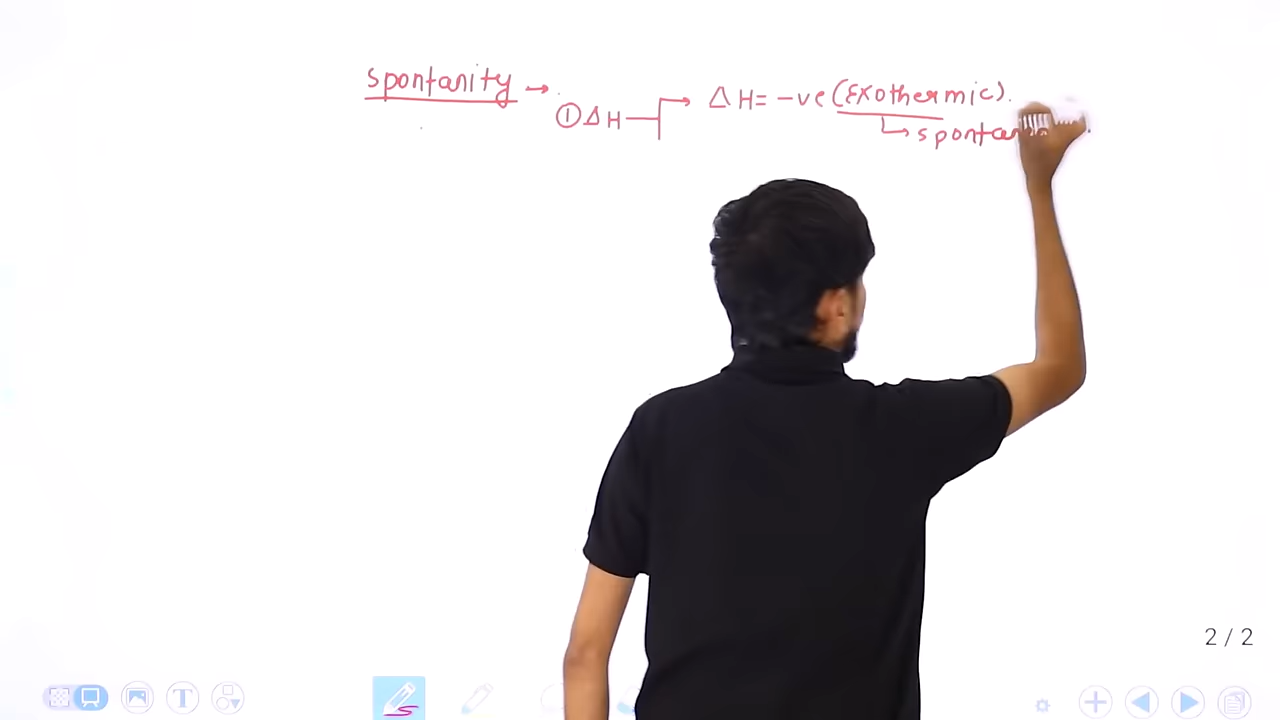 spontanity →
① ΔH → ΔH= -ve (Exothermic).
2 / 2